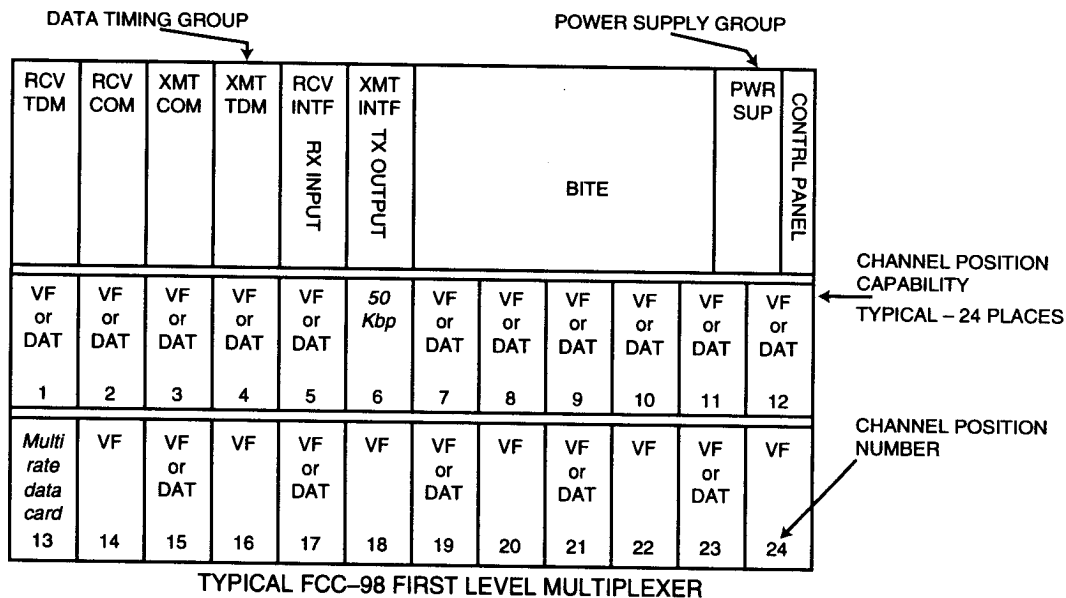 DATA TIMING GROUP
POWER SUPPLY GROUP
RCV TDM
RCV COM
XMT COM
XMT TDM
RCV INTF
RX INPUT
XMT INTF
TX OUTPUT
BITE
PWR SUP
CONTRL PANEL
CHANNEL POSITION
CAPABILITY
TYPICAL – 24 PLACES
VF or DAT 1
VF or DAT 2
VF or DAT 3
VF or DAT 4
VF or DAT 5
50 Kbp 6
VF or DAT 7
VF or DAT 8
VF or DAT 9
VF or DAT 10
VF or DAT 11
VF or DAT 12
CHANNEL POSITION
NUMBER
Multi rate data card 13
VF 14
VF or DAT 15
VF 16
VF or DAT 17
VF 18
VF or DAT 19
VF 20
VF or DAT 21
VF 22
VF or DAT 23
VF 24
TYPICAL FCC–98 FIRST LEVEL MULTIPLEXER